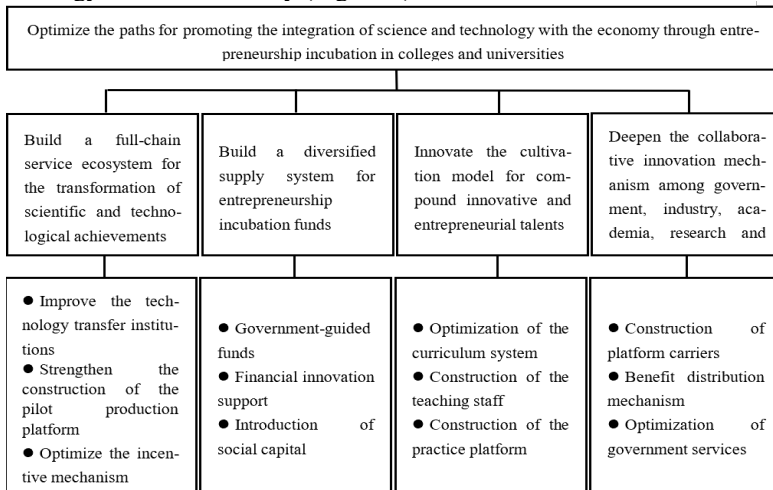 Optimize the paths for promoting the integration of science and technology with the economy through entre-
preneurship incubation in colleges and universities
Build a full-chain
service ecosystem for
the transformation of
scientific and techno-
logical achievements
Build a diversified
supply system for
entrepreneurship
incubation funds
Innovate the cultiva-
tion model for com-
pound innovative and
entrepreneurial talents
Deepen the collabora-
tive innovation mech-
anism among govern-
ment, industry, aca-
demia, research and
● Improve the tech-
nology transfer institu-
tions
● Strengthen the
construction of the
pilot production
platform
● Optimize the incen-
tive mechanism
● Government-guided
funds
● Financial innovation
support
● Introduction of
social capital
● Optimization of the
curriculum system
● Construction of the
teaching staff
● Construction of the
practice platform
● Construction of
platform carriers
● Benefit distribution
mechanism
● Optimization of
government services